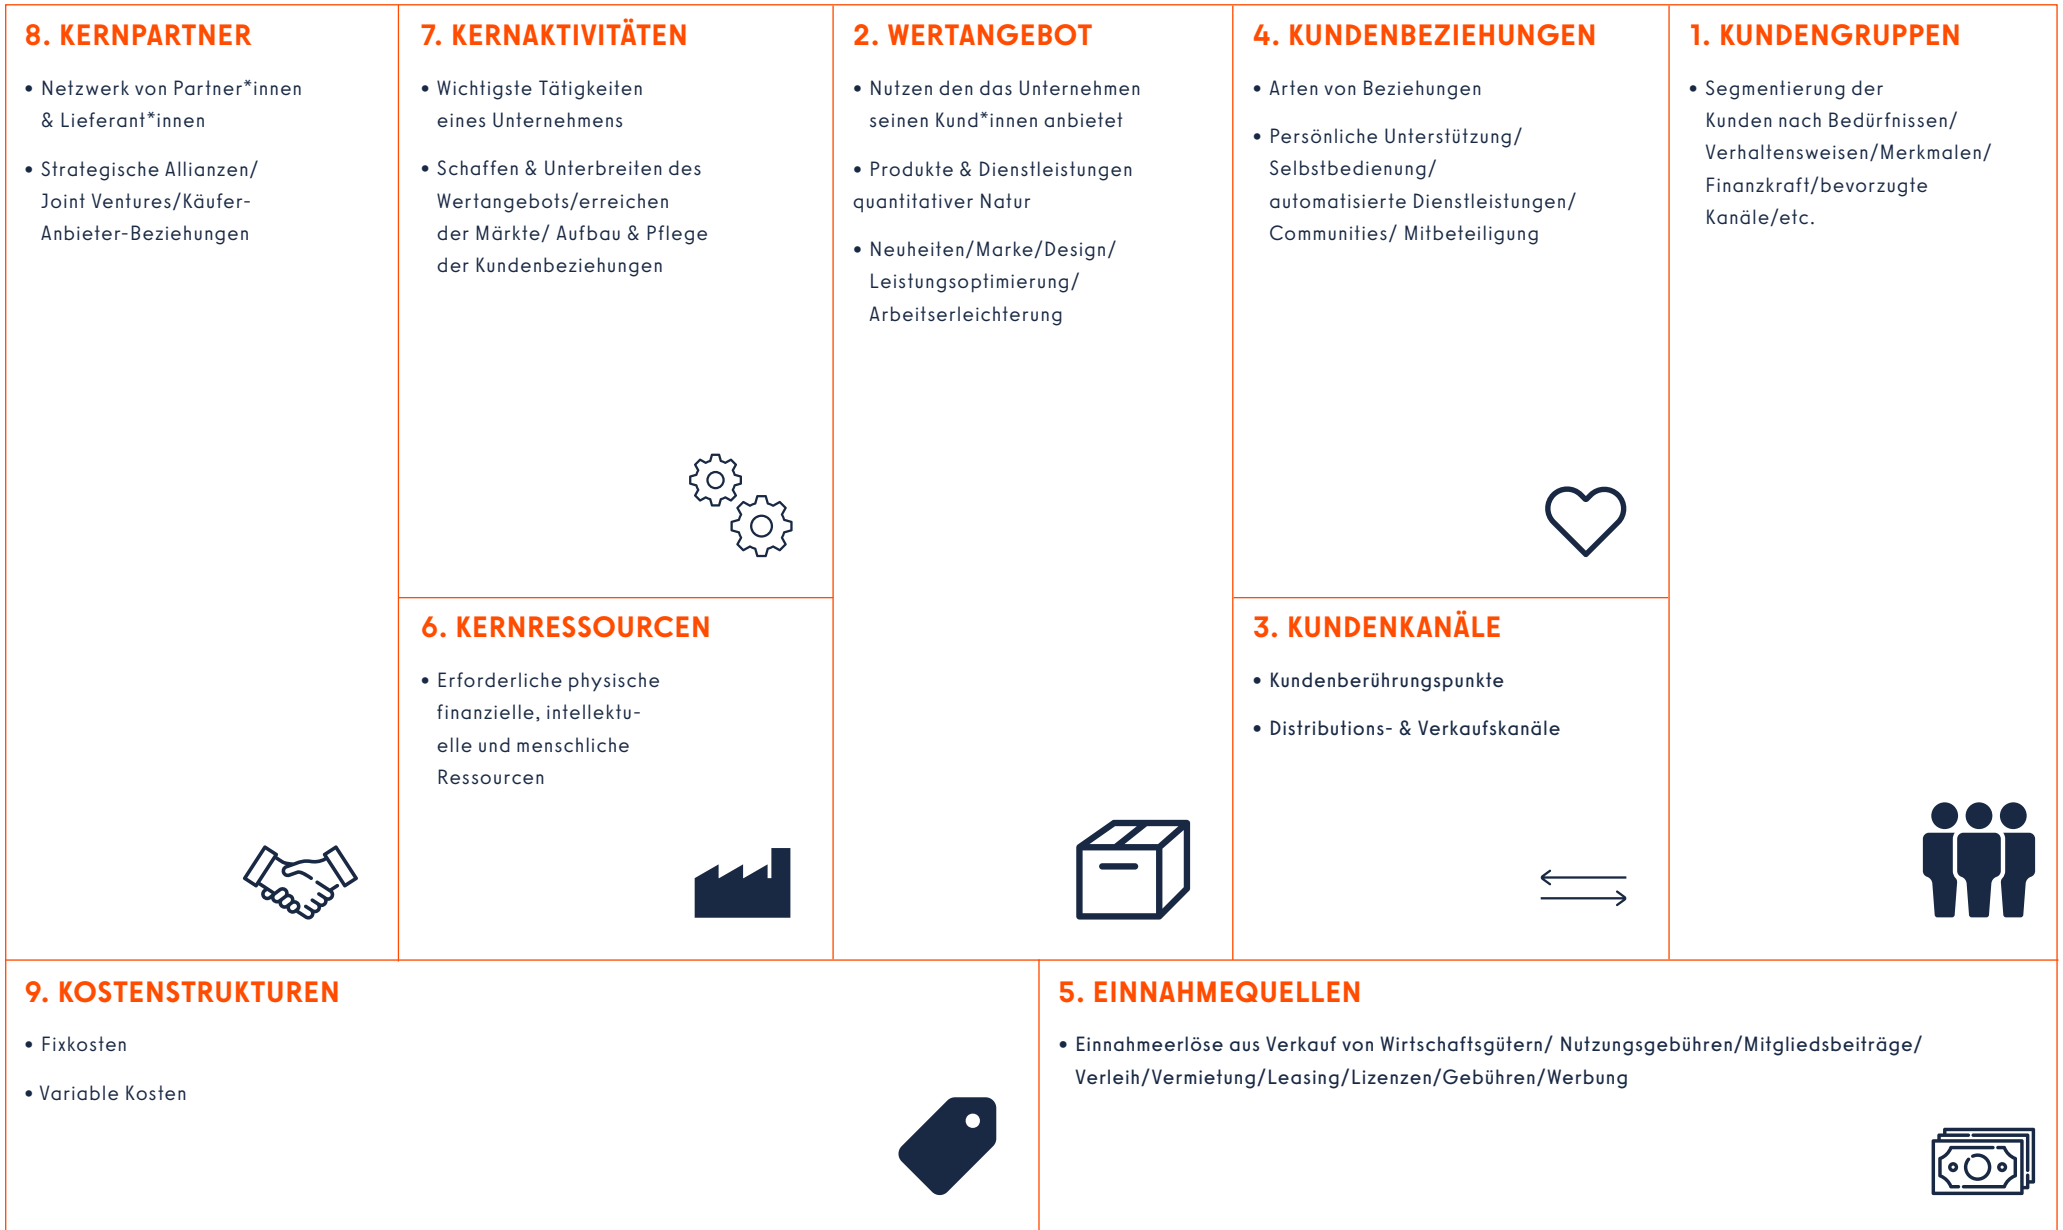 8. KERNPARTNER
• Netzwerk von Partner*innen
& Lieferant*innen
• Strategische Allianzen/
Joint Ventures/Käufer-
Anbieter-Beziehungen
7. KERNAKTIVITÄTEN
• Wichtigste Tätigkeiten
eines Unternehmens
• Schaffen & Unterbreiten des
Wertangebots/erreichen
der Märkte/ Aufbau & Pflege
der Kundenbeziehungen
6. KERNRESSOURCEN
• Erforderliche physische
finanzielle, intellektu-
elle und menschliche
Ressourcen
2. WERTANGEBOT
• Nutzen den das Unternehmen
seinen Kund*innen anbietet
• Produkte & Dienstleistungen
quantitativer Natur
• Neuheiten/Marke/Design/
Leistungsoptimierung/
Arbeitserleichterung
4. KUNDENBEZIEHUNGEN
• Arten von Beziehungen
• Persönliche Unterstützung/
Selbstbedienung/
automatisierte Dienstleistungen/
Communities/ Mitbeteiligung
3. KUNDENKANÄLE
• Kundenberührungspunkte
• Distributions- & Verkaufskanäle
1. KUNDENGRUPPEN
• Segmentierung der
Kunden nach Bedürfnissen/
Verhaltensweisen/Merkmalen/
Finanzkraft/bevorzugte
Kanäle/etc.
9. KOSTENSTRUKTUREN
• Fixkosten
• Variable Kosten
5. EINNAHMEQUELLEN
• Einnahmeerlöse aus Verkauf von Wirtschaftsgütern/ Nutzungsgebühren/Mitgliedsbeiträge/
Verleih/Vermietung/Leasing/Lizenzen/Gebühren/Werbung